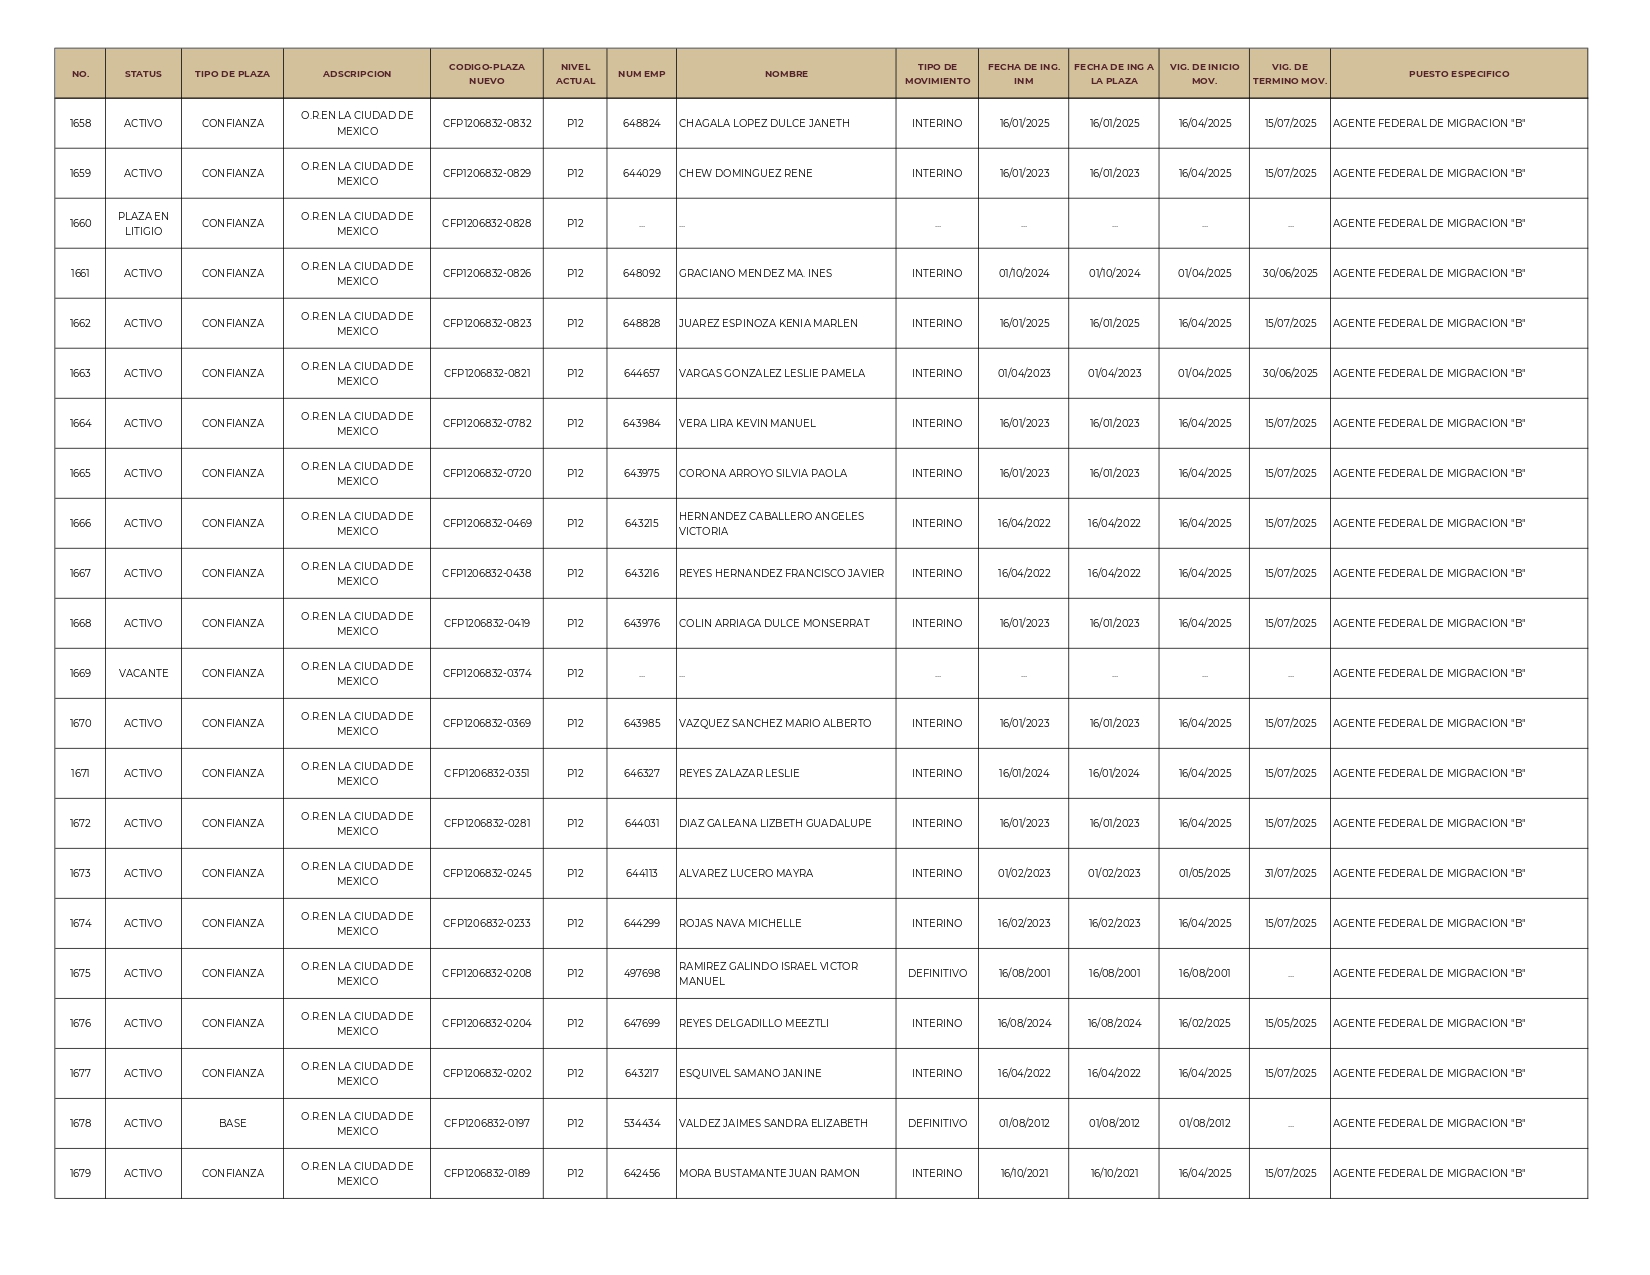 NO. STATUS TIPO DE PLAZA ADSCRIPCION CODIGO-PLAZA NUEVO NIVEL ACTUAL NUM EMP NOMBRE TIPO DE MOVIMIENTO FECHA DE ING. INM FECHA DE ING A LA PLAZA VIG. DE INICIO MOV. VIG. DE TERMINO MOV. PUESTO ESPECIFICO
1658 ACTIVO CONFIANZA O.R.EN LA CIUDAD DE MEXICO CFP1206832-0832 P12 648824 CHAGALA LOPEZ DULCE JANETH INTERINO 16/01/2025 16/01/2025 16/04/2025 15/07/2025 AGENTE FEDERAL DE MIGRACION "B"
1659 ACTIVO CONFIANZA O.R.EN LA CIUDAD DE MEXICO CFP1206832-0829 P12 644029 CHEW DOMINGUEZ RENE INTERINO 16/01/2023 16/01/2023 16/04/2025 15/07/2025 AGENTE FEDERAL DE MIGRACION "B"
1660 PLAZA EN LITIGIO CONFIANZA O.R.EN LA CIUDAD DE MEXICO CFP1206832-0828 P12 ... ... ... ... ... ... ... AGENTE FEDERAL DE MIGRACION "B"
1661 ACTIVO CONFIANZA O.R.EN LA CIUDAD DE MEXICO CFP1206832-0826 P12 648092 GRACIANO MENDEZ MA. INES INTERINO 01/10/2024 01/10/2024 01/04/2025 30/06/2025 AGENTE FEDERAL DE MIGRACION "B"
1662 ACTIVO CONFIANZA O.R.EN LA CIUDAD DE MEXICO CFP1206832-0823 P12 648828 JUAREZ ESPINOZA KENIA MARLEN INTERINO 16/01/2025 16/01/2025 16/04/2025 15/07/2025 AGENTE FEDERAL DE MIGRACION "B"
1663 ACTIVO CONFIANZA O.R.EN LA CIUDAD DE MEXICO CFP1206832-0821 P12 644657 VARGAS GONZALEZ LESLIE PAMELA INTERINO 01/04/2023 01/04/2023 01/04/2025 30/06/2025 AGENTE FEDERAL DE MIGRACION "B"
1664 ACTIVO CONFIANZA O.R.EN LA CIUDAD DE MEXICO CFP1206832-0782 P12 643984 VERA LIRA KEVIN MANUEL INTERINO 16/01/2023 16/01/2023 16/04/2025 15/07/2025 AGENTE FEDERAL DE MIGRACION "B"
1665 ACTIVO CONFIANZA O.R.EN LA CIUDAD DE MEXICO CFP1206832-0720 P12 643975 CORONA ARROYO SILVIA PAOLA INTERINO 16/01/2023 16/01/2023 16/04/2025 15/07/2025 AGENTE FEDERAL DE MIGRACION "B"
1666 ACTIVO CONFIANZA O.R.EN LA CIUDAD DE MEXICO CFP1206832-0469 P12 643215 HERNANDEZ CABALLERO ANGELES VICTORIA INTERINO 16/04/2022 16/04/2022 16/04/2025 15/07/2025 AGENTE FEDERAL DE MIGRACION "B"
1667 ACTIVO CONFIANZA O.R.EN LA CIUDAD DE MEXICO CFP1206832-0438 P12 643216 REYES HERNANDEZ FRANCISCO JAVIER INTERINO 16/04/2022 16/04/2022 16/04/2025 15/07/2025 AGENTE FEDERAL DE MIGRACION "B"
1668 ACTIVO CONFIANZA O.R.EN LA CIUDAD DE MEXICO CFP1206832-0419 P12 643976 COLIN ARRIAGA DULCE MONSERRAT INTERINO 16/01/2023 16/01/2023 16/04/2025 15/07/2025 AGENTE FEDERAL DE MIGRACION "B"
1669 VACANTE CONFIANZA O.R.EN LA CIUDAD DE MEXICO CFP1206832-0374 P12 ... ... ... ... ... ... ... AGENTE FEDERAL DE MIGRACION "B"
1670 ACTIVO CONFIANZA O.R.EN LA CIUDAD DE MEXICO CFP1206832-0369 P12 643985 VAZQUEZ SANCHEZ MARIO ALBERTO INTERINO 16/01/2023 16/01/2023 16/04/2025 15/07/2025 AGENTE FEDERAL DE MIGRACION "B"
1671 ACTIVO CONFIANZA O.R.EN LA CIUDAD DE MEXICO CFP1206832-0351 P12 646327 REYES ZALAZAR LESLIE INTERINO 16/01/2024 16/01/2024 16/04/2025 15/07/2025 AGENTE FEDERAL DE MIGRACION "B"
1672 ACTIVO CONFIANZA O.R.EN LA CIUDAD DE MEXICO CFP1206832-0281 P12 644031 DIAZ GALEANA LIZBETH GUADALUPE INTERINO 16/01/2023 16/01/2023 16/04/2025 15/07/2025 AGENTE FEDERAL DE MIGRACION "B"
1673 ACTIVO CONFIANZA O.R.EN LA CIUDAD DE MEXICO CFP1206832-0245 P12 644113 ALVAREZ LUCERO MAYRA INTERINO 01/02/2023 01/02/2023 01/05/2025 31/07/2025 AGENTE FEDERAL DE MIGRACION "B"
1674 ACTIVO CONFIANZA O.R.EN LA CIUDAD DE MEXICO CFP1206832-0233 P12 644299 ROJAS NAVA MICHELLE INTERINO 16/02/2023 16/02/2023 16/04/2025 15/07/2025 AGENTE FEDERAL DE MIGRACION "B"
1675 ACTIVO CONFIANZA O.R.EN LA CIUDAD DE MEXICO CFP1206832-0208 P12 497698 RAMIREZ GALINDO ISRAEL VICTOR MANUEL DEFINITIVO 16/08/2001 16/08/2001 16/08/2001 ... AGENTE FEDERAL DE MIGRACION "B"
1676 ACTIVO CONFIANZA O.R.EN LA CIUDAD DE MEXICO CFP1206832-0204 P12 647699 REYES DELGADILLO MEEZTLI INTERINO 16/08/2024 16/08/2024 16/02/2025 15/05/2025 AGENTE FEDERAL DE MIGRACION "B"
1677 ACTIVO CONFIANZA O.R.EN LA CIUDAD DE MEXICO CFP1206832-0202 P12 643217 ESQUIVEL SAMANO JANINE INTERINO 16/04/2022 16/04/2022 16/04/2025 15/07/2025 AGENTE FEDERAL DE MIGRACION "B"
1678 ACTIVO BASE O.R.EN LA CIUDAD DE MEXICO CFP1206832-0197 P12 534434 VALDEZ JAIMES SANDRA ELIZABETH DEFINITIVO 01/08/2012 01/08/2012 01/08/2012 ... AGENTE FEDERAL DE MIGRACION "B"
1679 ACTIVO CONFIANZA O.R.EN LA CIUDAD DE MEXICO CFP1206832-0189 P12 642456 MORA BUSTAMANTE JUAN RAMON INTERINO 16/10/2021 16/10/2021 16/04/2025 15/07/2025 AGENTE FEDERAL DE MIGRACION "B"